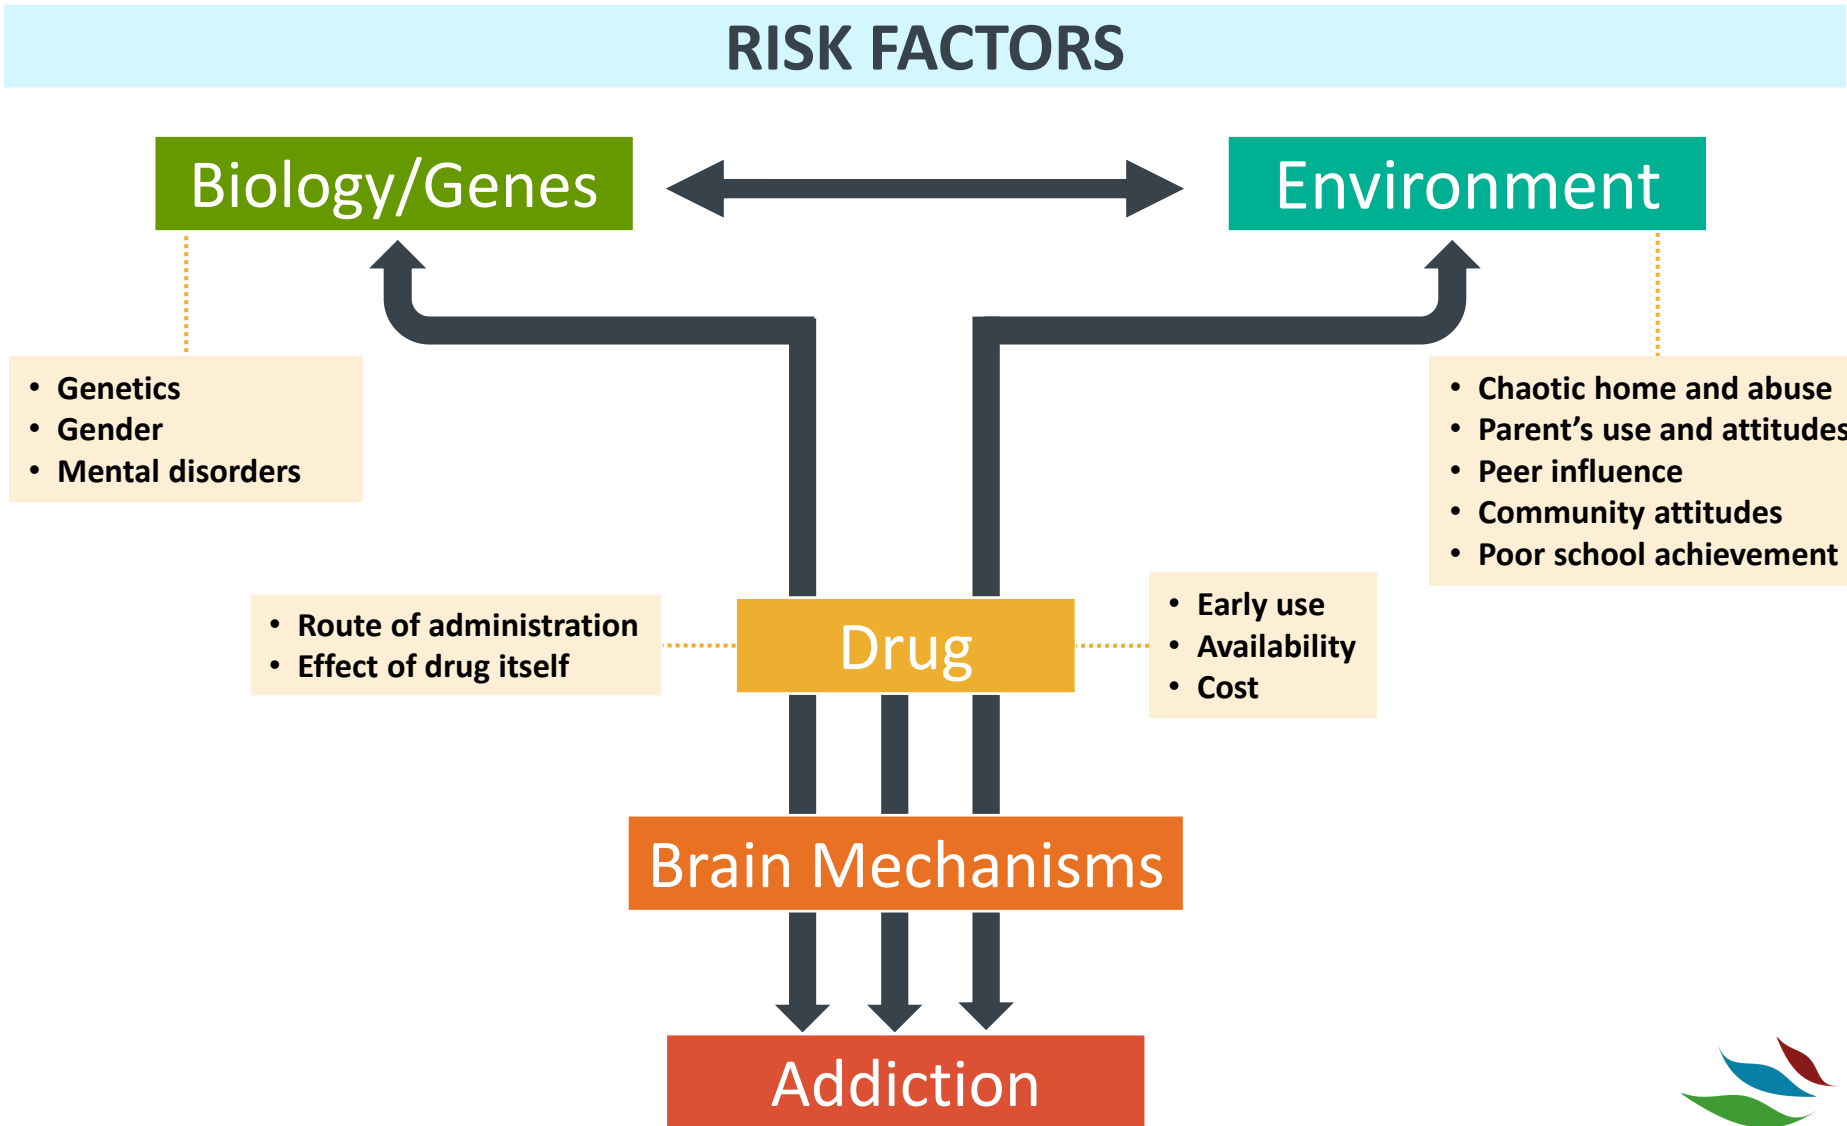 RISK FACTORS
Biology/Genes
Environment
• Genetics
• Gender
• Mental disorders
• Chaotic home and abuse
• Parent’s use and attitudes
• Peer influence
• Community attitudes
• Poor school achievement
• Route of administration
• Effect of drug itself
Drug
• Early use
• Availability
• Cost
Brain Mechanisms
Addiction